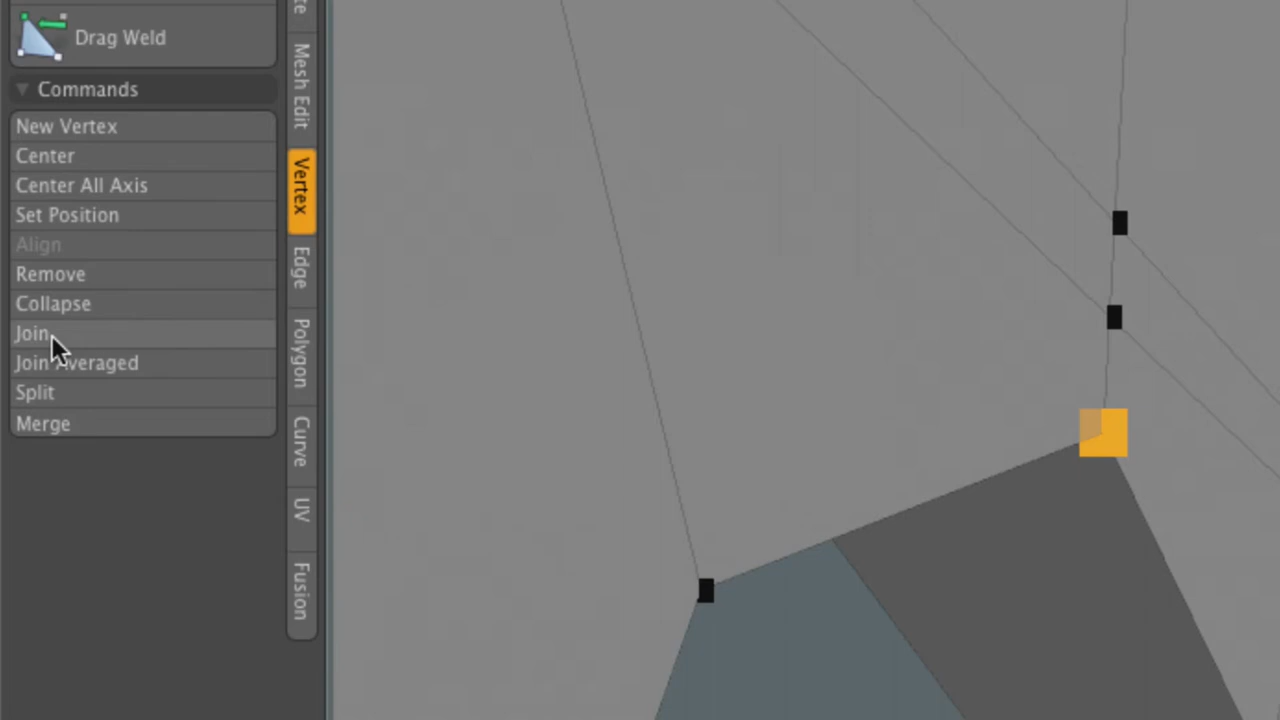 Drag Weld
Commands
New Vertex
Center
Center All Axis
Set Position
Align
Remove
Collapse
Join
Join Averaged
Split
Merge
te
Mesh Edit
Vertex
Edge
Polygon
Curve
UV
Fusion